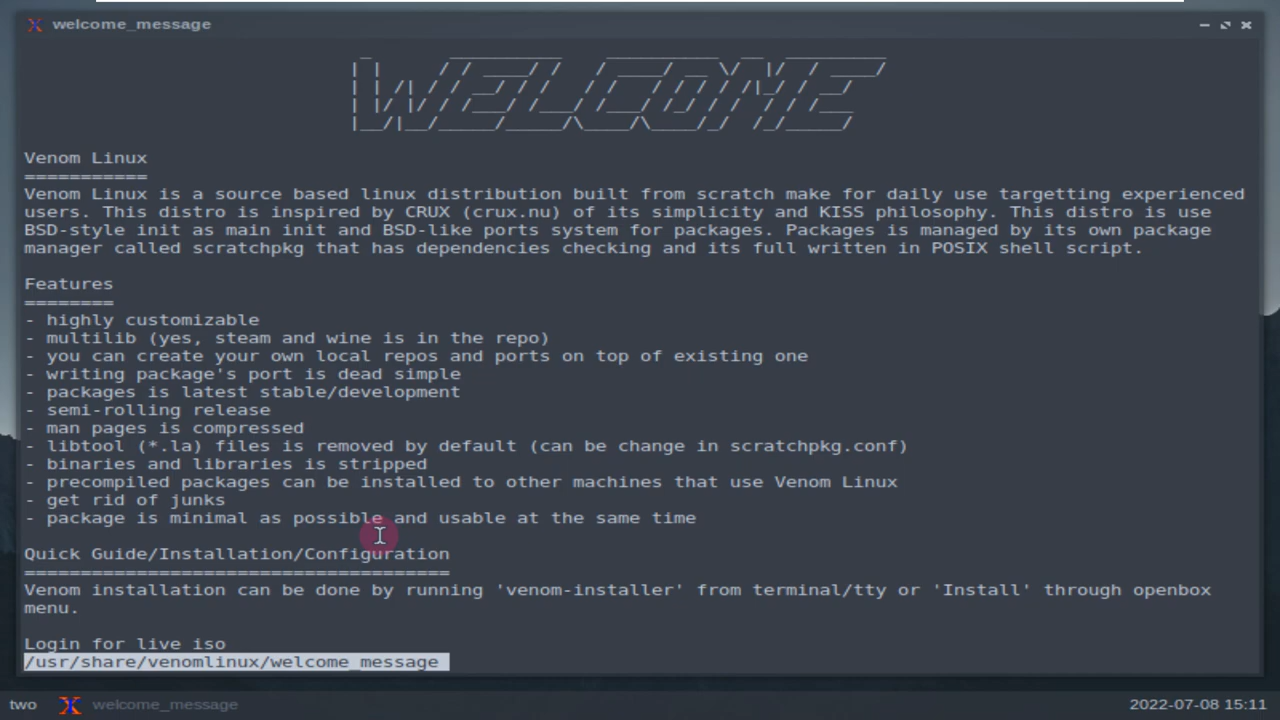 welcome_message
WELCOME
Venom Linux
===========
Venom Linux is a source based linux distribution built from scratch make for daily use targetting experienced
users. This distro is inspired by CRUX (crux.nu) of its simplicity and KISS philosophy. This distro is use
BSD-style init as main init and BSD-like ports system for packages. Packages is managed by its own package
manager called scratchpkg that has dependencies checking and its full written in POSIX shell script.
Features
========
- highly customizable
- multilib (yes, steam and wine is in the repo)
- you can create your own local repos and ports on top of existing one
- writing package's port is dead simple
- packages is latest stable/development
- semi-rolling release
- man pages is compressed
- libtool (*.la) files is removed by default (can be change in scratchpkg.conf)
- binaries and libraries is stripped
- precompiled packages can be installed to other machines that use Venom Linux
- get rid of junks
- package is minimal as possible and usable at the same time
Quick Guide/Installation/Configuration
======================================
Venom installation can be done by running 'venom-installer' from terminal/tty or 'Install' through openbox
menu.
Login for live iso
/usr/share/venomlinux/welcome_message
two welcome_message 2022-07-08 15:11